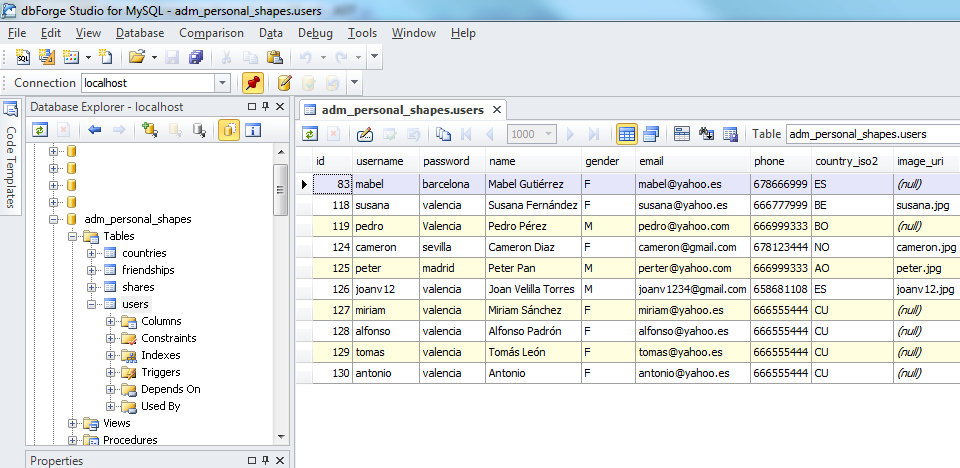 dbForge Studio for MySQL - adm_personal_shapes.users
File Edit View Database Comparison Data Debug Tools Window Help
SQL
Connection localhost
Code Templates
Database Explorer - localhost
adm_personal_shapes
Tables
countries
friendships
shares
users
Columns
Constraints
Indexes
Triggers
Depends On
Used By
Views
Procedures
Properties
adm_personal_shapes.users
1000 Table adm_personal_shapes.users
id username password name gender email phone country_iso2 image_uri
83 mabel barcelona Mabel Gutiérrez F mabel@yahoo.es 678666999 ES (null)
118 susana valencia Susana Fernández F susana@yahoo.es 666777999 BE susana.jpg
119 pedro valencia Pedro Pérez M pedro@yahoo.com 666999333 BO (null)
124 cameron sevilla Cameron Diaz F cameron@gmail.com 678123444 NO cameron.jpg
125 peter madrid Peter Pan M perter@yahoo.com 666999333 AO peter.jpg
126 joanv12 valencia Joan Velilla Torres M joanv1234@gmail.com 658681108 ES joanv12.jpg
127 miriam valencia Miriam Sánchez F miriam@yahoo.es 666555444 CU (null)
128 alfonso valencia Alfonso Padrón F alfonso@yahoo.es 666555444 CU (null)
129 tomas valencia Tomás León F tomas@yahoo.es 666555444 CU (null)
130 antonio valencia Antonio F antonio@yahoo.es 666555444 CU (null)